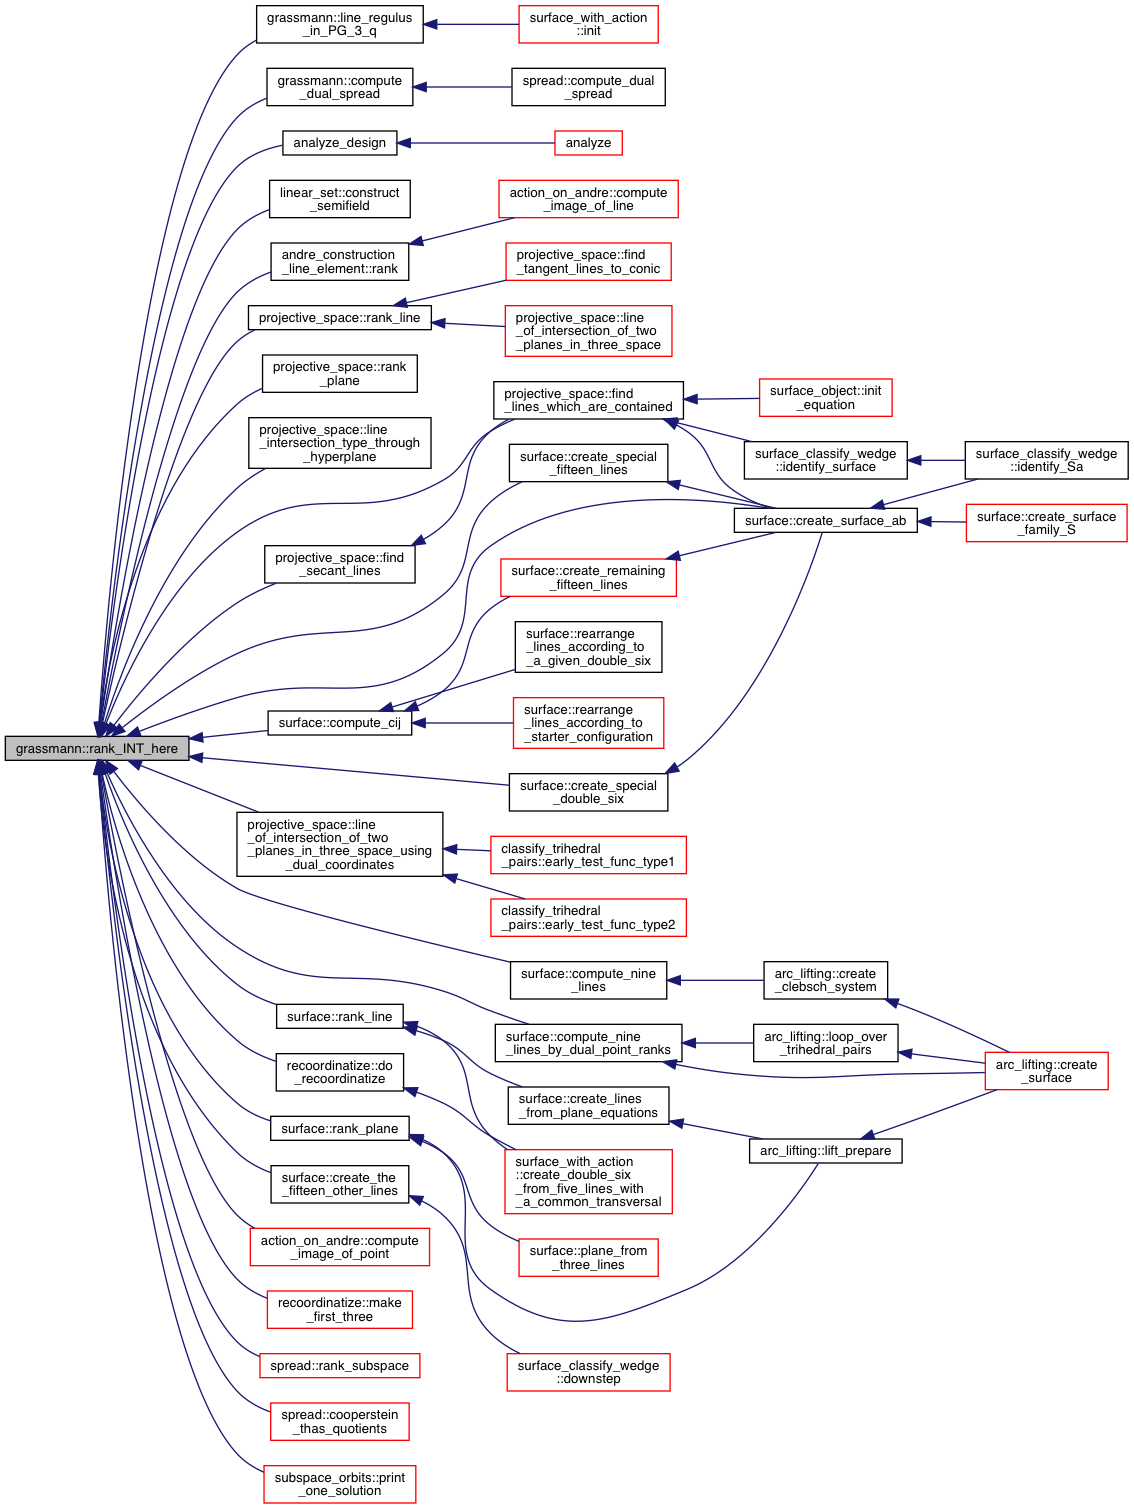 grassmann::line_regulus
_in_PG_3_q
surface_with_action
::init
grassmann::compute
_dual_spread
spread::compute_dual
_spread
analyze_design
analyze
linear_set::construct
_semifield
action_on_andre::compute
_image_of_line
andre_construction
_line_element::rank
projective_space::find
_tangent_lines_to_conic
projective_space::rank_line
projective_space::line
_of_intersection_of_two
_planes_in_three_space
projective_space::rank
_plane
projective_space::find
_lines_which_are_contained
surface_object::init
_equation
projective_space::line
_intersection_type_through
_hyperplane
surface::create_special
_fifteen_lines
surface_classify_wedge
::identify_surface
surface_classify_wedge
::identify_Sa
surface::create_surface_ab
surface::create_surface
_family_S
projective_space::find
_secant_lines
surface::create_remaining
_fifteen_lines
surface::rearrange
_lines_according_to
_a_given_double_six
surface::compute_cij
surface::rearrange
_lines_according_to
_starter_configuration
grassmann::rank_INT_here
surface::create_special
_double_six
projective_space::line
_of_intersection_of_two
_planes_in_three_space_using
_dual_coordinates
classify_trihedral
_pairs::early_test_func_type1
classify_trihedral
_pairs::early_test_func_type2
surface::compute_nine
_lines
arc_lifting::create
_clebsch_system
surface::rank_line
surface::compute_nine
_lines_by_dual_point_ranks
arc_lifting::loop_over
_trihedral_pairs
arc_lifting::create
_surface
recoordinatize::do
_recoordinatize
surface::create_lines
_from_plane_equations
surface::rank_plane
arc_lifting::lift_prepare
surface::create_the
_fifteen_other_lines
surface_with_action
::create_double_six
_from_five_lines_with
_a_common_transversal
action_on_andre::compute
_image_of_point
surface::plane_from
_three_lines
recoordinatize::make
_first_three
spread::rank_subspace
surface_classify_wedge
::downstep
spread::cooperstein
_thas_quotients
subspace_orbits::print
_one_solution